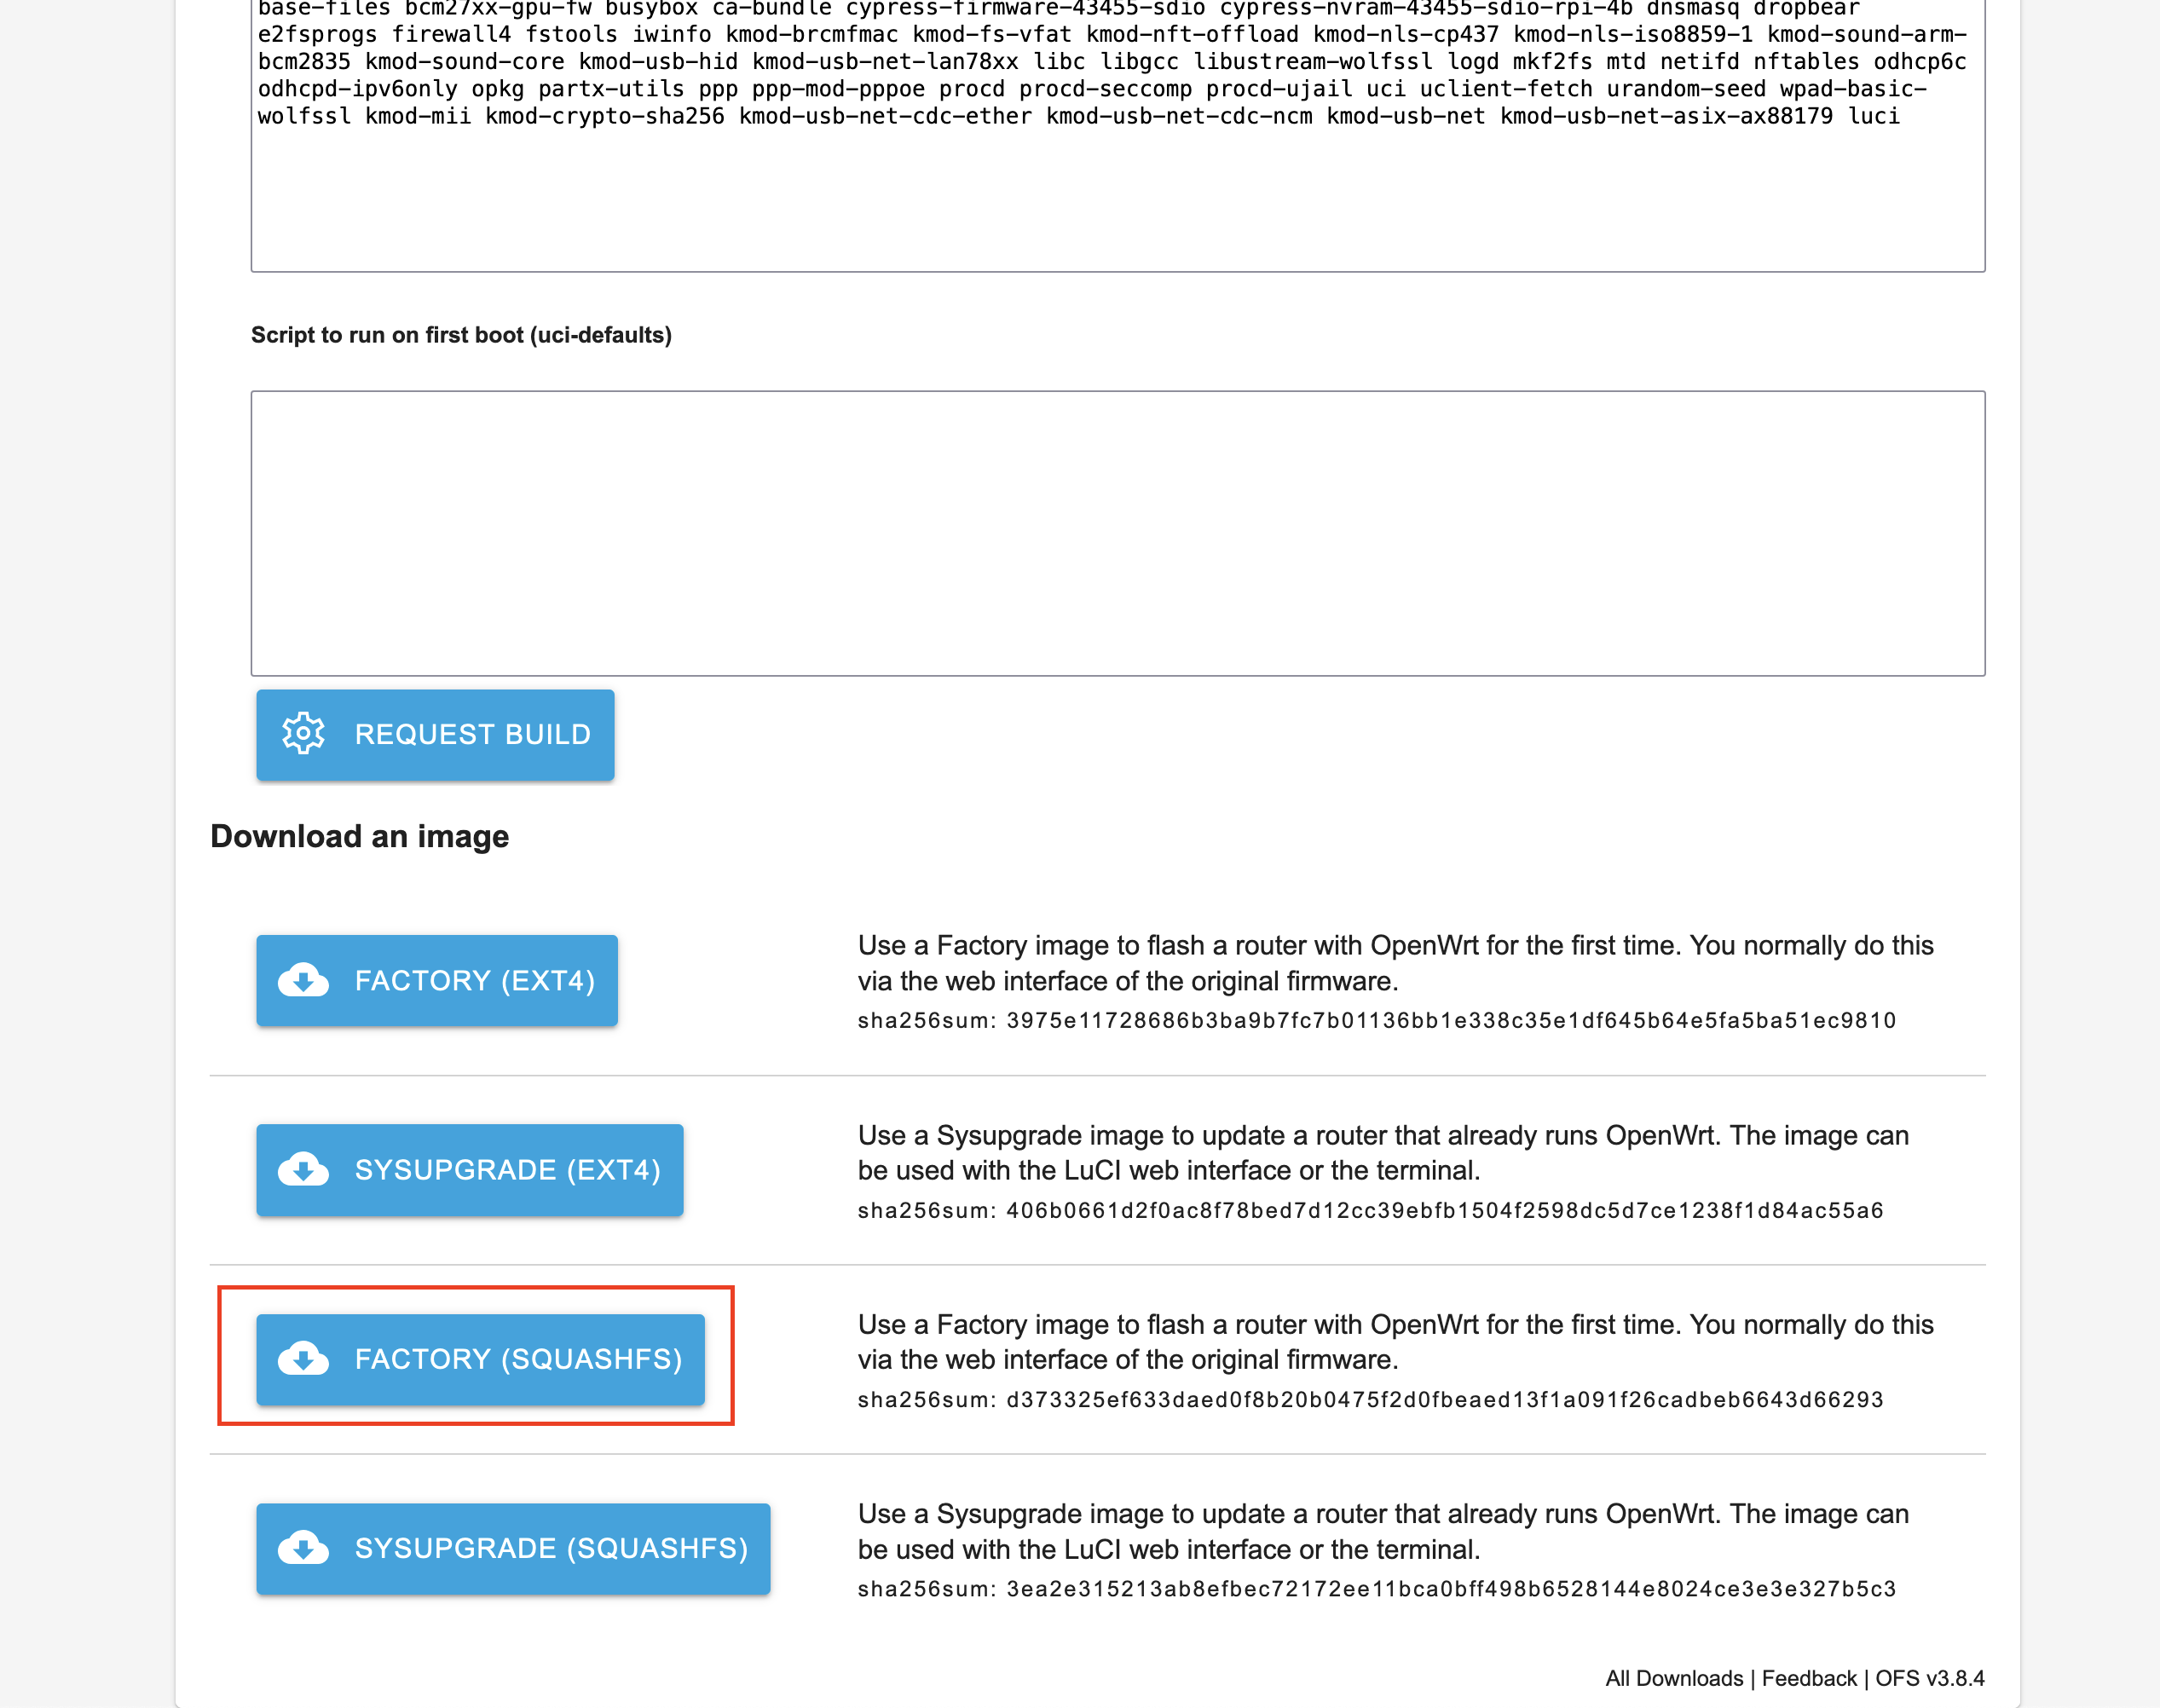 base-files bcm27xx-gpu-fw busybox ca-bundle cypress-firmware-43455-sdio cypress-nvram-43455-sdio-rpi-4b dnsmasq dropbear
e2fsprogs firewall4 fstools iwinfo kmod-brcmfmac kmod-fs-vfat kmod-nft-offload kmod-nls-cp437 kmod-nls-iso8859-1 kmod-sound-arm-
bcm2835 kmod-sound-core kmod-usb-hid kmod-usb-net-lan78xx libc libgcc libustream-wolfssl logd mkf2fs mtd netifd nftables odhcp6c
odhcpd-ipv6only opkg partx-utils ppp ppp-mod-pppoe procd procd-seccomp procd-ujail uci uclient-fetch urandom-seed wpad-basic-
wolfssl kmod-mii kmod-crypto-sha256 kmod-usb-net-cdc-ether kmod-usb-net-cdc-ncm kmod-usb-net kmod-usb-net-asix-ax88179 luci
Script to run on first boot (uci-defaults)
REQUEST BUILD
Download an image
FACTORY (EXT4)
Use a Factory image to flash a router with OpenWrt for the first time. You normally do this
via the web interface of the original firmware.
sha256sum: 3975e11728686b3ba9b7fc7b01136bb1e338c35e1df645b64e5fa5ba51ec9810
SYSUPGRADE (EXT4)
Use a Sysupgrade image to update a router that already runs OpenWrt. The image can
be used with the LuCI web interface or the terminal.
sha256sum: 406b0661d2f0ac8f78bed7d12cc39ebfb1504f2598dc5d7ce1238f1d84ac55a6
FACTORY (SQUASHFS)
Use a Factory image to flash a router with OpenWrt for the first time. You normally do this
via the web interface of the original firmware.
sha256sum: d373325ef633daed0f8b20b0475f2d0fbeaed13f1a091f26cadbeb6643d66293
SYSUPGRADE (SQUASHFS)
Use a Sysupgrade image to update a router that already runs OpenWrt. The image can
be used with the LuCI web interface or the terminal.
sha256sum: 3ea2e315213ab8efbec72172ee11bca0bff498b6528144e8024ce3e3e327b5c3
All Downloads | Feedback | OFS v3.8.4